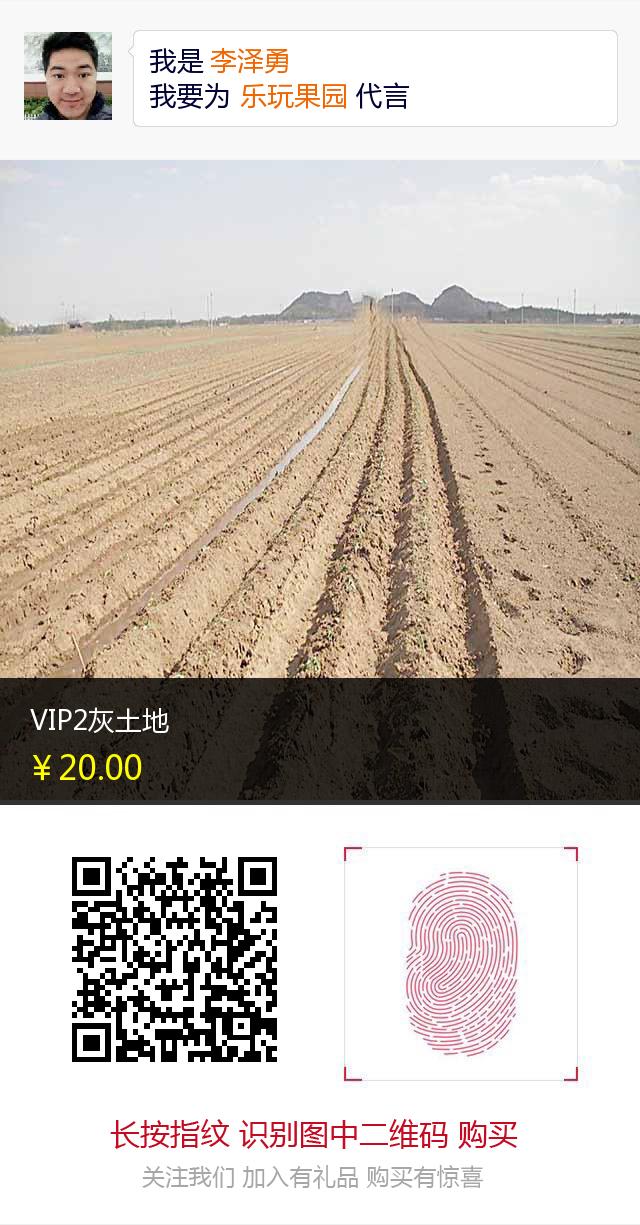 我是 李泽勇
我要为 乐玩果园 代言
VIP2灰土地
￥20.00
长按指纹 识别图中二维码 购买
关注我们 加入有礼品 购买有惊喜